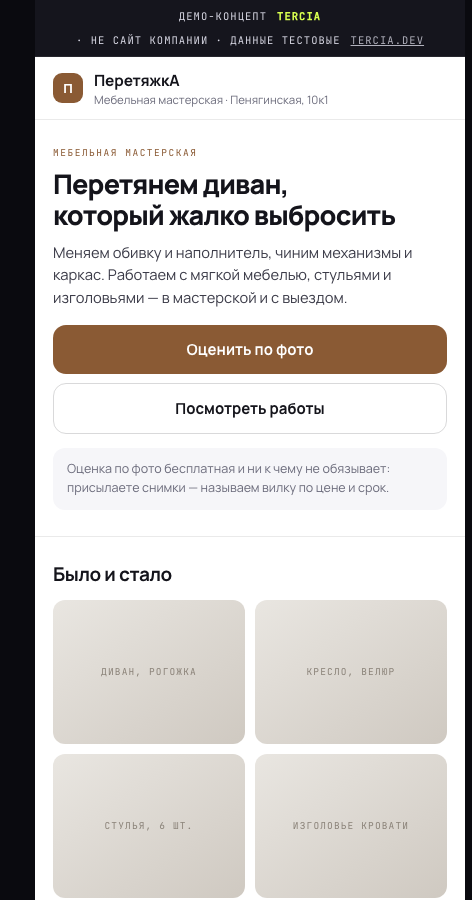 ДЕМО-КОНЦЕПТ TERCIA
· НЕ САЙТ КОМПАНИИ · ДАННЫЕ ТЕСТОВЫЕ TERCIA.DEV
П
ПеретяжкА
Мебельная мастерская · Пенягинская, 10к1
МЕБЕЛЬНАЯ МАСТЕРСКАЯ
Перетянем диван,
который жалко выбросить
Меняем обивку и наполнитель, чиним механизмы и
каркас. Работаем с мягкой мебелью, стульями и
изголовьями — в мастерской и с выездом.
Оценить по фото
Посмотреть работы
Оценка по фото бесплатная и ни к чему не обязывает:
присылаете снимки — называем вилку по цене и срок.
Было и стало
ДИВАН, РОГОЖКА
КРЕСЛО, ВЕЛЮР
СТУЛЬЯ, 6 ШТ.
ИЗГОЛОВЬЕ КРОВАТИ